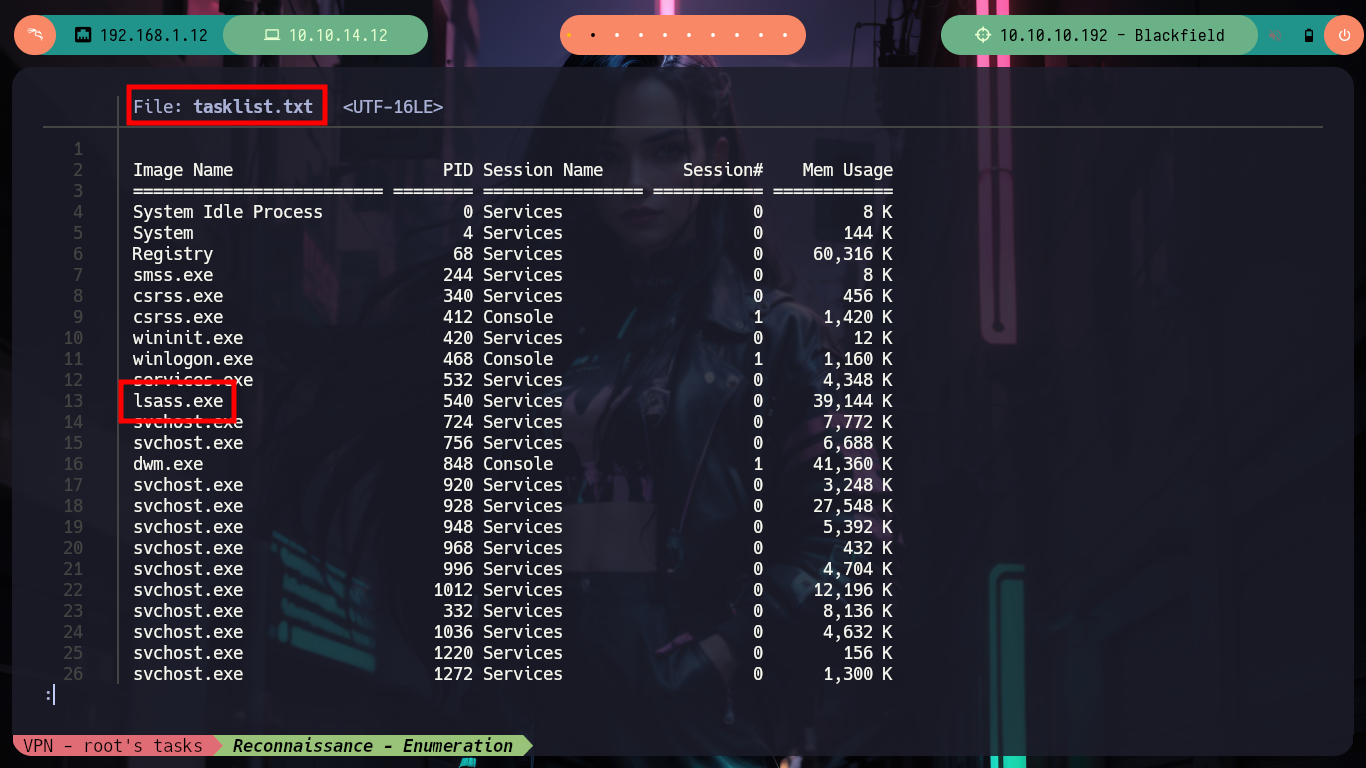 192.168.1.12 10.10.14.12 10.10.10.192 - Blackfield
File: tasklist.txt <UTF-16LE>
1
2 Image Name PID Session Name Session# Mem Usage
3 ========================= ======== ================ =========== ============
4 System Idle Process 0 Services 0 8 K
5 System 4 Services 0 144 K
6 Registry 68 Services 0 60,316 K
7 smss.exe 244 Services 0 8 K
8 csrss.exe 340 Services 0 456 K
9 csrss.exe 412 Console 1 1,420 K
10 wininit.exe 420 Services 0 12 K
11 winlogon.exe 468 Console 1 1,160 K
12 services.exe 532 Services 0 4,348 K
13 lsass.exe 540 Services 0 39,144 K
14 svchost.exe 724 Services 0 7,772 K
15 svchost.exe 756 Services 0 6,688 K
16 dwm.exe 848 Console 1 41,360 K
17 svchost.exe 920 Services 0 3,248 K
18 svchost.exe 928 Services 0 27,548 K
19 svchost.exe 948 Services 0 5,392 K
20 svchost.exe 968 Services 0 432 K
21 svchost.exe 996 Services 0 4,704 K
22 svchost.exe 1012 Services 0 12,196 K
23 svchost.exe 332 Services 0 8,136 K
24 svchost.exe 1036 Services 0 4,632 K
25 svchost.exe 1220 Services 0 156 K
26 svchost.exe 1272 Services 0 1,300 K
:
VPN - root's tasks Reconnaissance - Enumeration